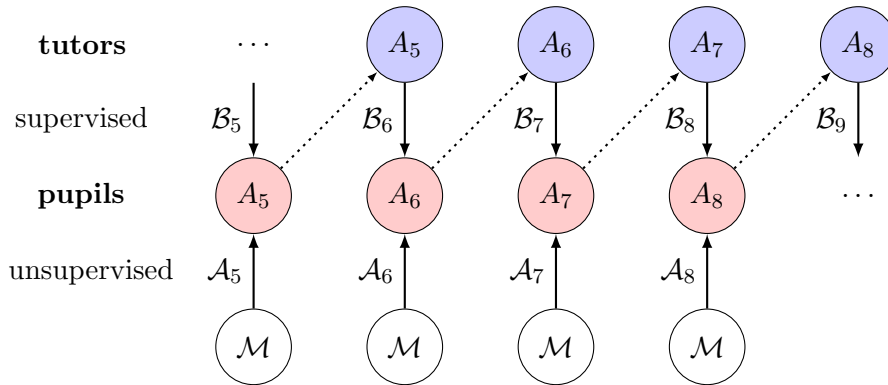 tutors ⋯ A₅ A₆ A₇ A₈
supervised ℬ₅ ℬ₆ ℬ₇ ℬ₈ ℬ₉
pupils A₅ A₆ A₇ A₈ ⋯
unsupervised 𝒜₅ 𝒜₆ 𝒜₇ 𝒜₈
ℳ ℳ ℳ ℳ